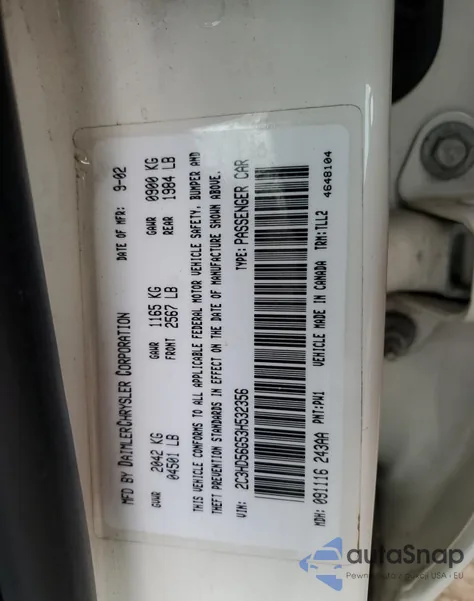 MFD BY DAIMLERCHRYSLER CORPORATION DATE OF MFR: 9-02
GVWR 2042 KG GAWR 1165 KG GAWR 0900 KG
04501 LB FRONT 2567 LB REAR 1984 LB
THIS VEHICLE CONFORMS TO ALL APPLICABLE FEDERAL MOTOR VEHICLE SAFETY, BUMPER AND
THEFT PREVENTION STANDARDS IN EFFECT ON THE DATE OF MANUFACTURE SHOWN ABOVE.
VIN: 2C3HD56G53H592356 TYPE: PASSENGER CAR
MDH: 091116 243AA PNT: PW1 VEHICLE MADE IN CANADA TRM: TLL2
4648104
autoSnap